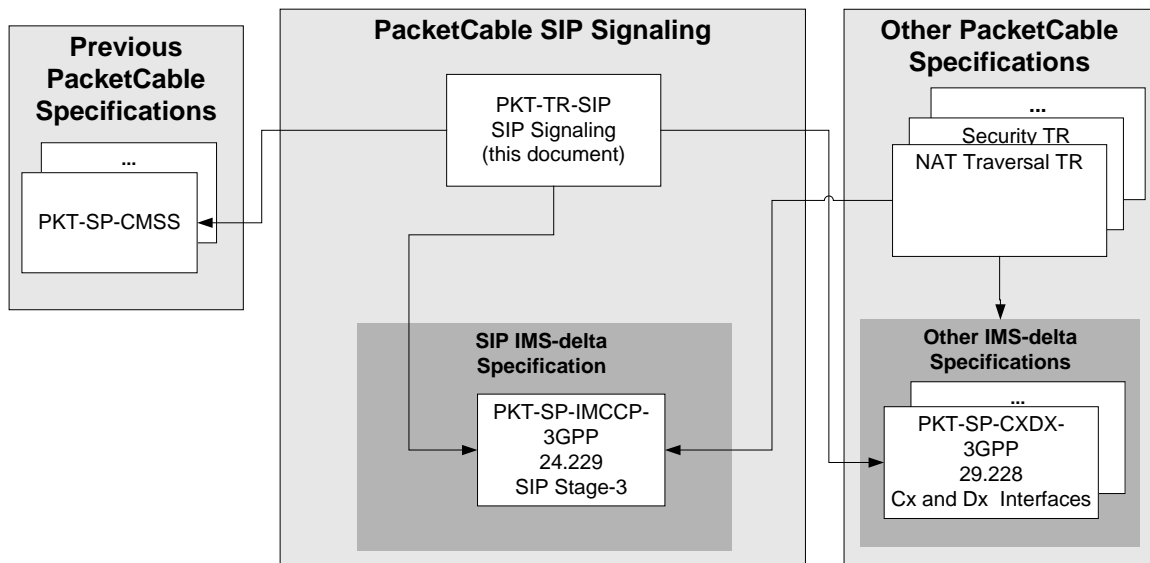 Previous
PacketCable
Specifications
...
PKT-SP-CMSS
PacketCable SIP Signaling
PKT-TR-SIP
SIP Signaling
(this document)
SIP IMS-delta
Specification
PKT-SP-IMCCP-
3GPP
24.229
SIP Stage-3
Other PacketCable
Specifications
...
Security TR
NAT Traversal TR
Other IMS-delta
Specifications
...
PKT-SP-CXDX-
3GPP
29.228
Cx and Dx Interfaces